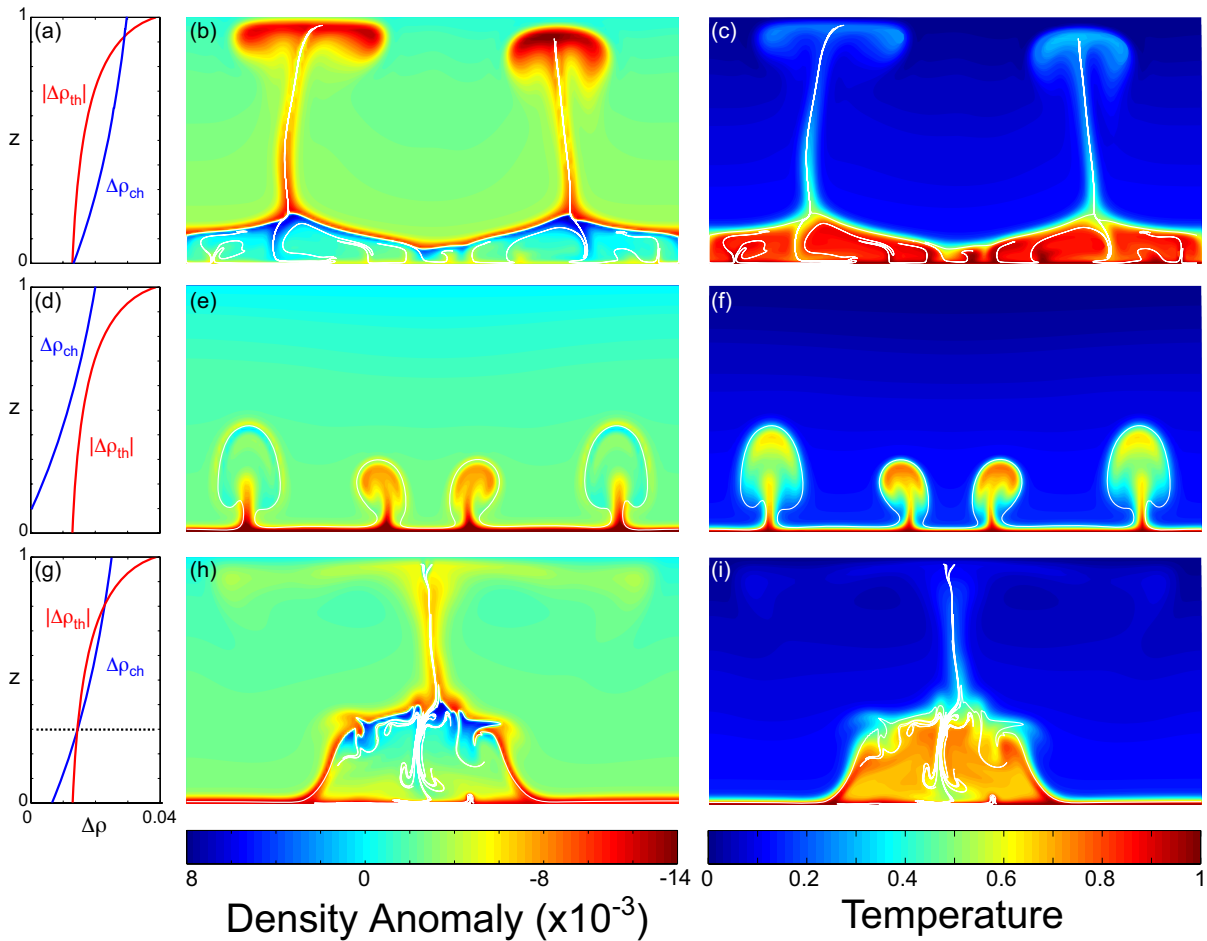 1 (a) (b) (c)
|Δρth|
z
Δρch
0
1 (d) (e) (f)
Δρch
z
|Δρth|
0
1 (g) (h) (i)
|Δρth|
z
Δρch
0
0 Δρ 0.04
8 0 -8 -14
0 0.2 0.4 0.6 0.8 1
Density Anomaly (x10-3)
Temperature